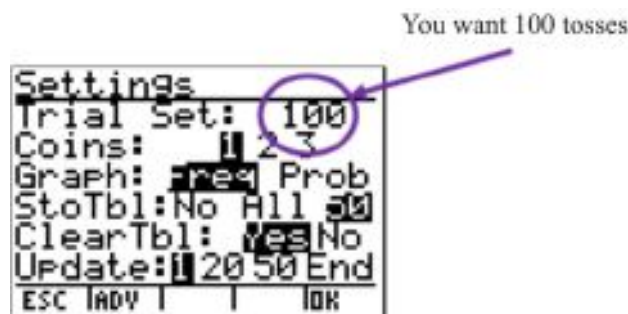 You want 100 tosses
Settings
Trial Set: 100
Coins: 1 2 3
Graph: Freq Prob
StoTbl:No All 50
ClearTbl: Yes No
Update:1 20 50 End
ESC ADV OK